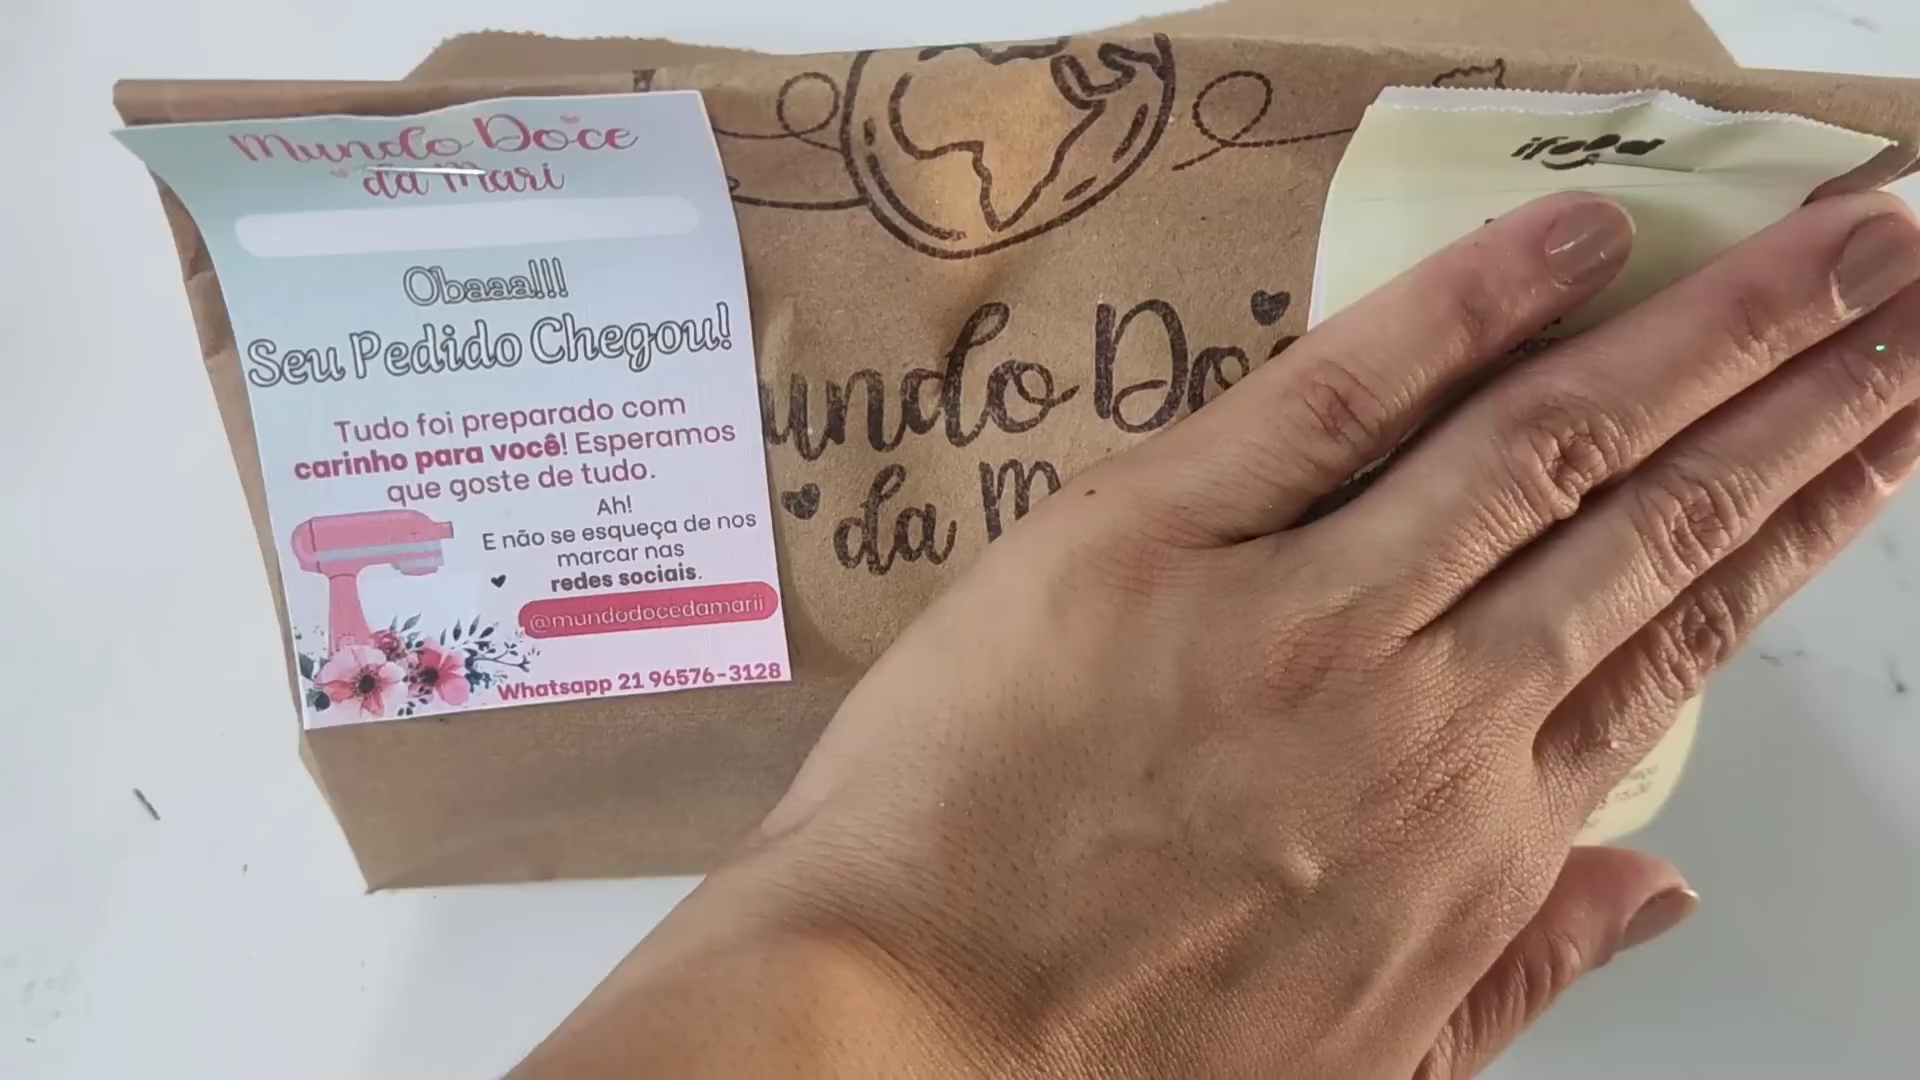 Mundo Doce
da Mari
Obaaa!!!
Seu Pedido Chegou!
Tudo foi preparado com
carinho para você! Esperamos
que goste de tudo.
Ah!
E não se esqueça de nos
marcar nas
redes sociais.
@mundodocedamarii
Whatsapp 21 96576-3128
undo Do
da M
ifood